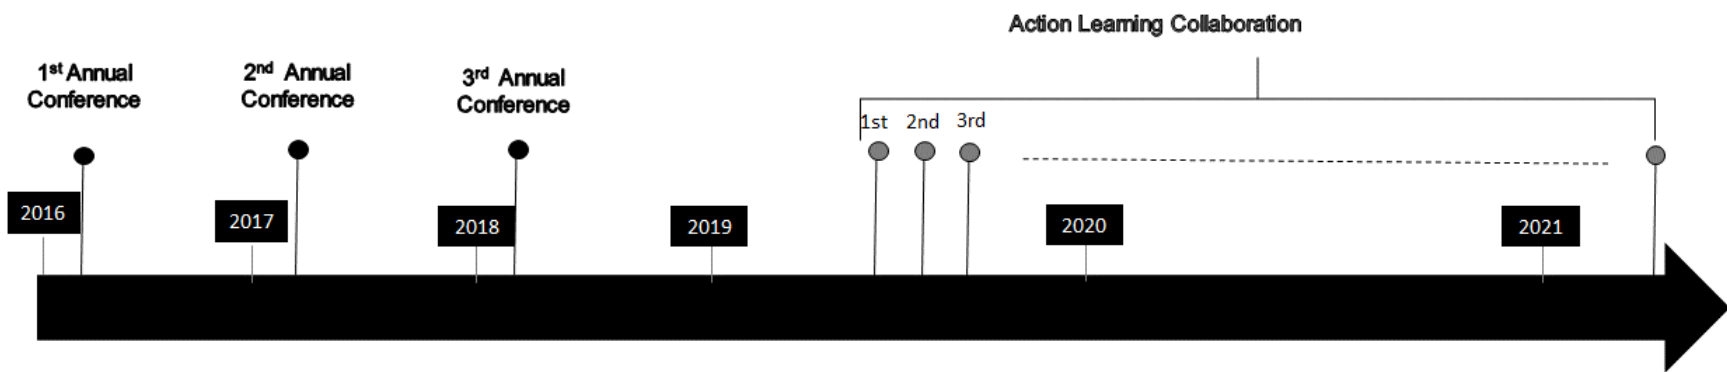 Action Learning Collaboration
1st Annual
Conference
2nd Annual
Conference
3rd Annual
Conference
1st
2nd
3rd
2016
2017
2018
2019
2020
2021